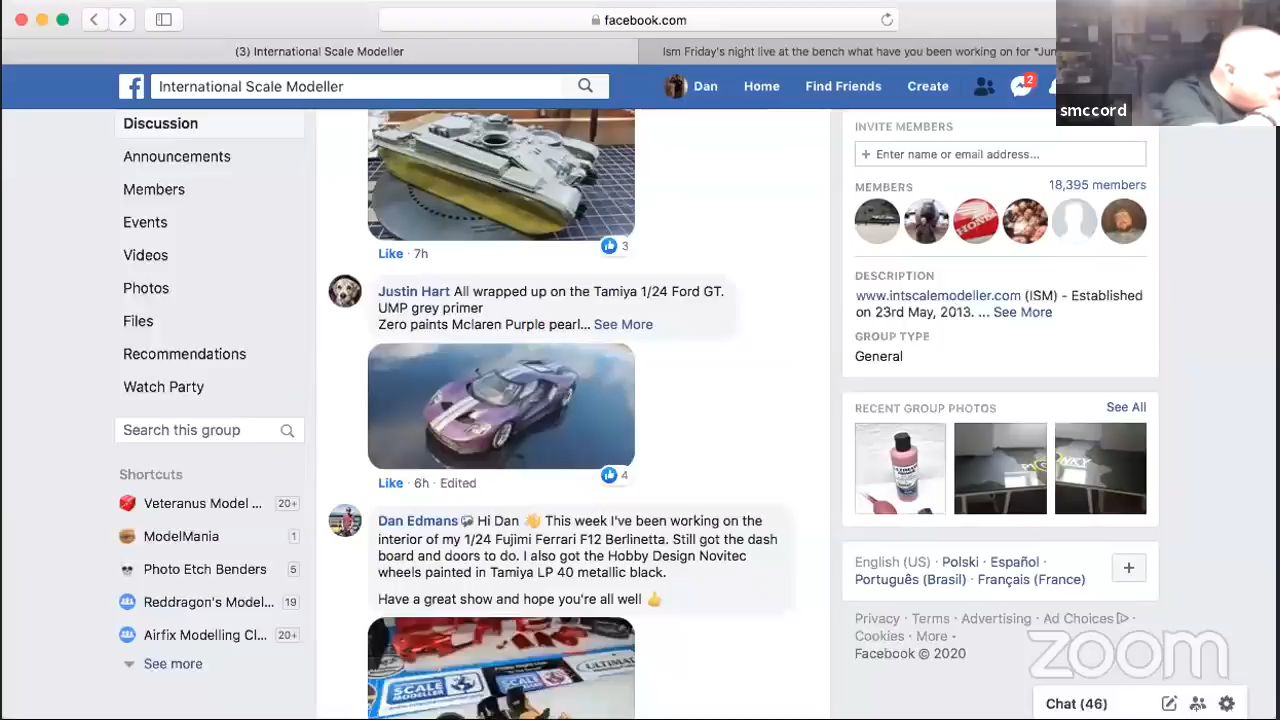 facebook.com
(3) International Scale Modeller
Ism Friday's night live at the bench what have you been working on for "Jun
International Scale Modeller
Dan
Home
Find Friends
Create
2
smccord
Discussion
Announcements
Members
Events
Videos
Photos
Files
Recommendations
Watch Party
Search this group
Shortcuts
Veteranus Model ... 20+
ModelMania 1
Photo Etch Benders 5
Reddragon's Model... 19
Airfix Modelling Cl... 20+
See more
Like · 7h
3
Justin Hart All wrapped up on the Tamiya 1/24 Ford GT.
UMP grey primer
Zero paints Mclaren Purple pearl... See More
Like · 6h · Edited
4
Dan Edmans Hi Dan 👋 This week I've been working on the
interior of my 1/24 Fujimi Ferrari F12 Berlinetta. Still got the dash
board and doors to do. I also got the Hobby Design Novitec
wheels painted in Tamiya LP 40 metallic black.
Have a great show and hope you're all well 👍
SCALE
MODELLER
SCALE
MODELLER
ULTIMATE
INVITE MEMBERS
+ Enter name or email address...
MEMBERS
18,395 members
HONDA
DESCRIPTION
www.intscalemodeller.com (ISM) - Established
on 23rd May, 2013. ... See More
GROUP TYPE
General
RECENT GROUP PHOTOS
See All
English (US) · Polski · Español ·
Português (Brasil) · Français (France)
+
Privacy · Terms · Advertising · Ad Choices ·
Cookies · More
Facebook © 2020
zoom
Chat (46)